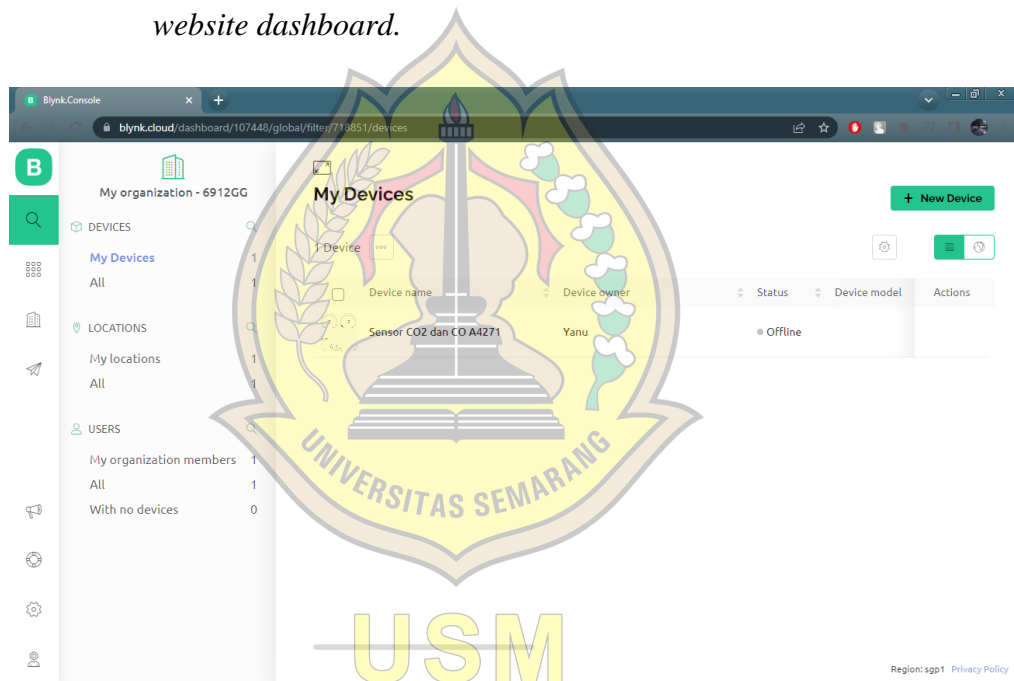 website dashboard.
Blynk.Console
blynk.cloud/dashboard/107448/global/filter/718851/devices
B
My organization - 6912GG
DEVICES
My Devices 1
All 1
LOCATIONS
My locations 1
All 1
USERS
My organization members 1
All 1
With no devices 0
My Devices
+ New Device
1 Device
Device name Device owner Status Device model Actions
Sensor CO2 dan CO A4271 Yanu Offline
UNIVERSITAS SEMARANG
USM
Region: sgp1 Privacy Policy